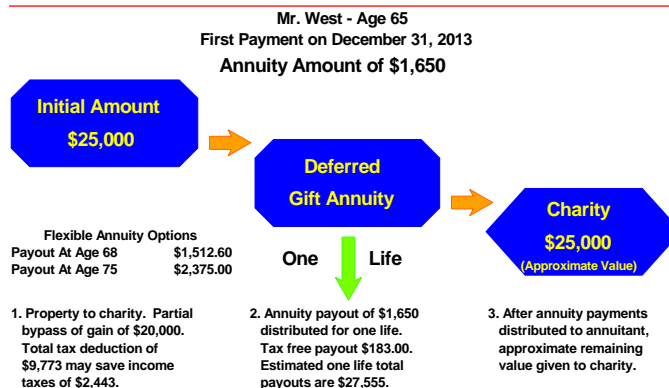 Mr. West - Age 65
First Payment on December 31, 2013
Annuity Amount of $1,650
Initial Amount
$25,000
Deferred
Gift Annuity
Charity
$25,000
(Approximate Value)
Flexible Annuity Options
Payout At Age 68 $1,512.60
Payout At Age 75 $2,375.00
One Life
1. Property to charity. Partial
bypass of gain of $20,000.
Total tax deduction of
$9,773 may save income
taxes of $2,443.
2. Annuity payout of $1,650
distributed for one life.
Tax free payout $183.00.
Estimated one life total
payouts are $27,555.
3. After annuity payments
distributed to annuitant,
approximate remaining
value given to charity.